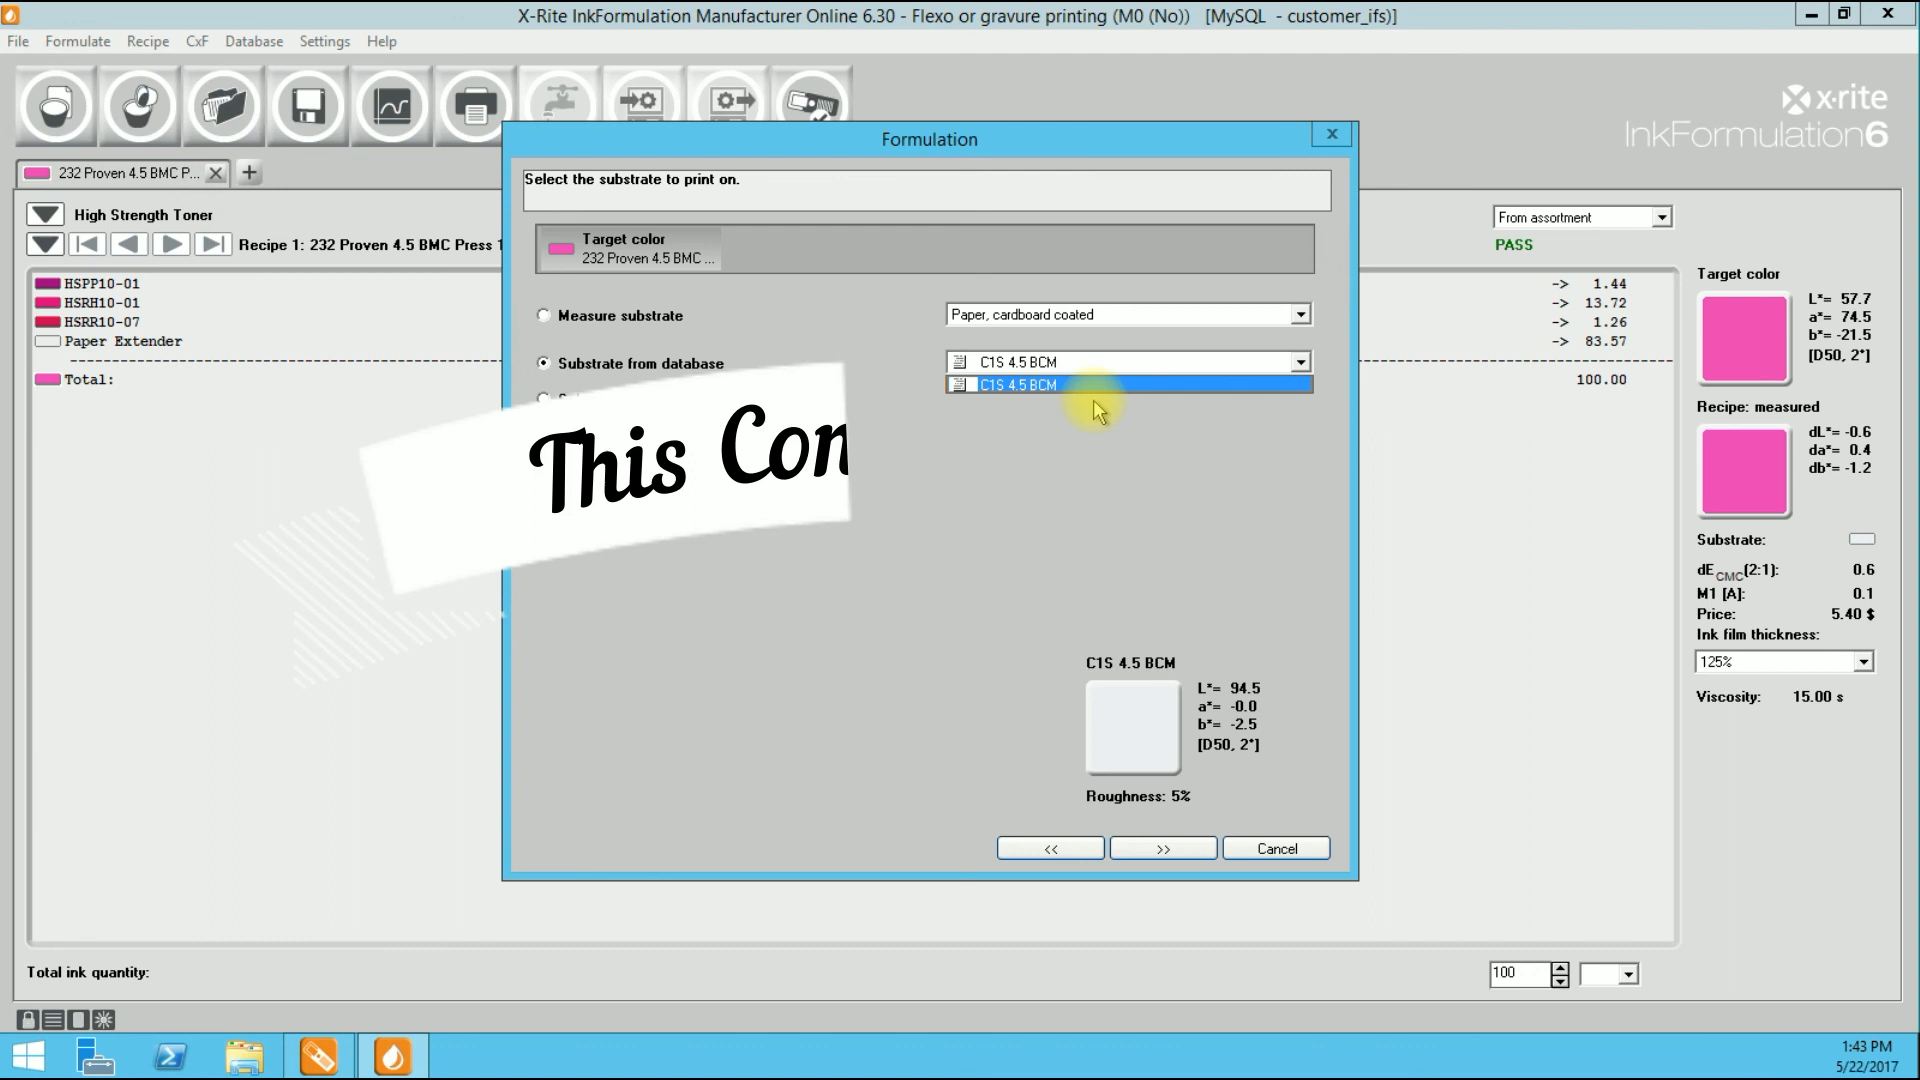 X-Rite InkFormulation Manufacturer Online 6.30 - Flexo or gravure printing (M0 (No)) [MySQL - customer_ifs)]
File Formulate Recipe CxF Database Settings Help
x·rite
InkFormulation6
232 Proven 4.5 BMC P...
High Strength Toner
Recipe 1: 232 Proven 4.5 BMC Press 1
From assortment
PASS
HSPP10-01 -> 1.44
HSRH10-01 -> 13.72
HSRR10-07 -> 1.26
Paper Extender -> 83.57
Total: 100.00
Formulation
Select the substrate to print on.
Target color
232 Proven 4.5 BMC ...
Measure substrate
Paper, cardboard coated
Substrate from database
C1S 4.5 BCM
C1S 4.5 BCM
This Con
C1S 4.5 BCM
L*= 94.5
a*= -0.0
b*= -2.5
[D50, 2°]
Roughness: 5%
<< >> Cancel
Target color
L*= 57.7
a*= 74.5
b*= -21.5
[D50, 2°]
Recipe: measured
dL*= -0.6
da*= 0.4
db*= -1.2
Substrate:
dE CMC(2:1): 0.6
M1 [A]: 0.1
Price: 5.40 $
Ink film thickness:
125%
Viscosity: 15.00 s
Total ink quantity:
100
1:43 PM
5/22/2017